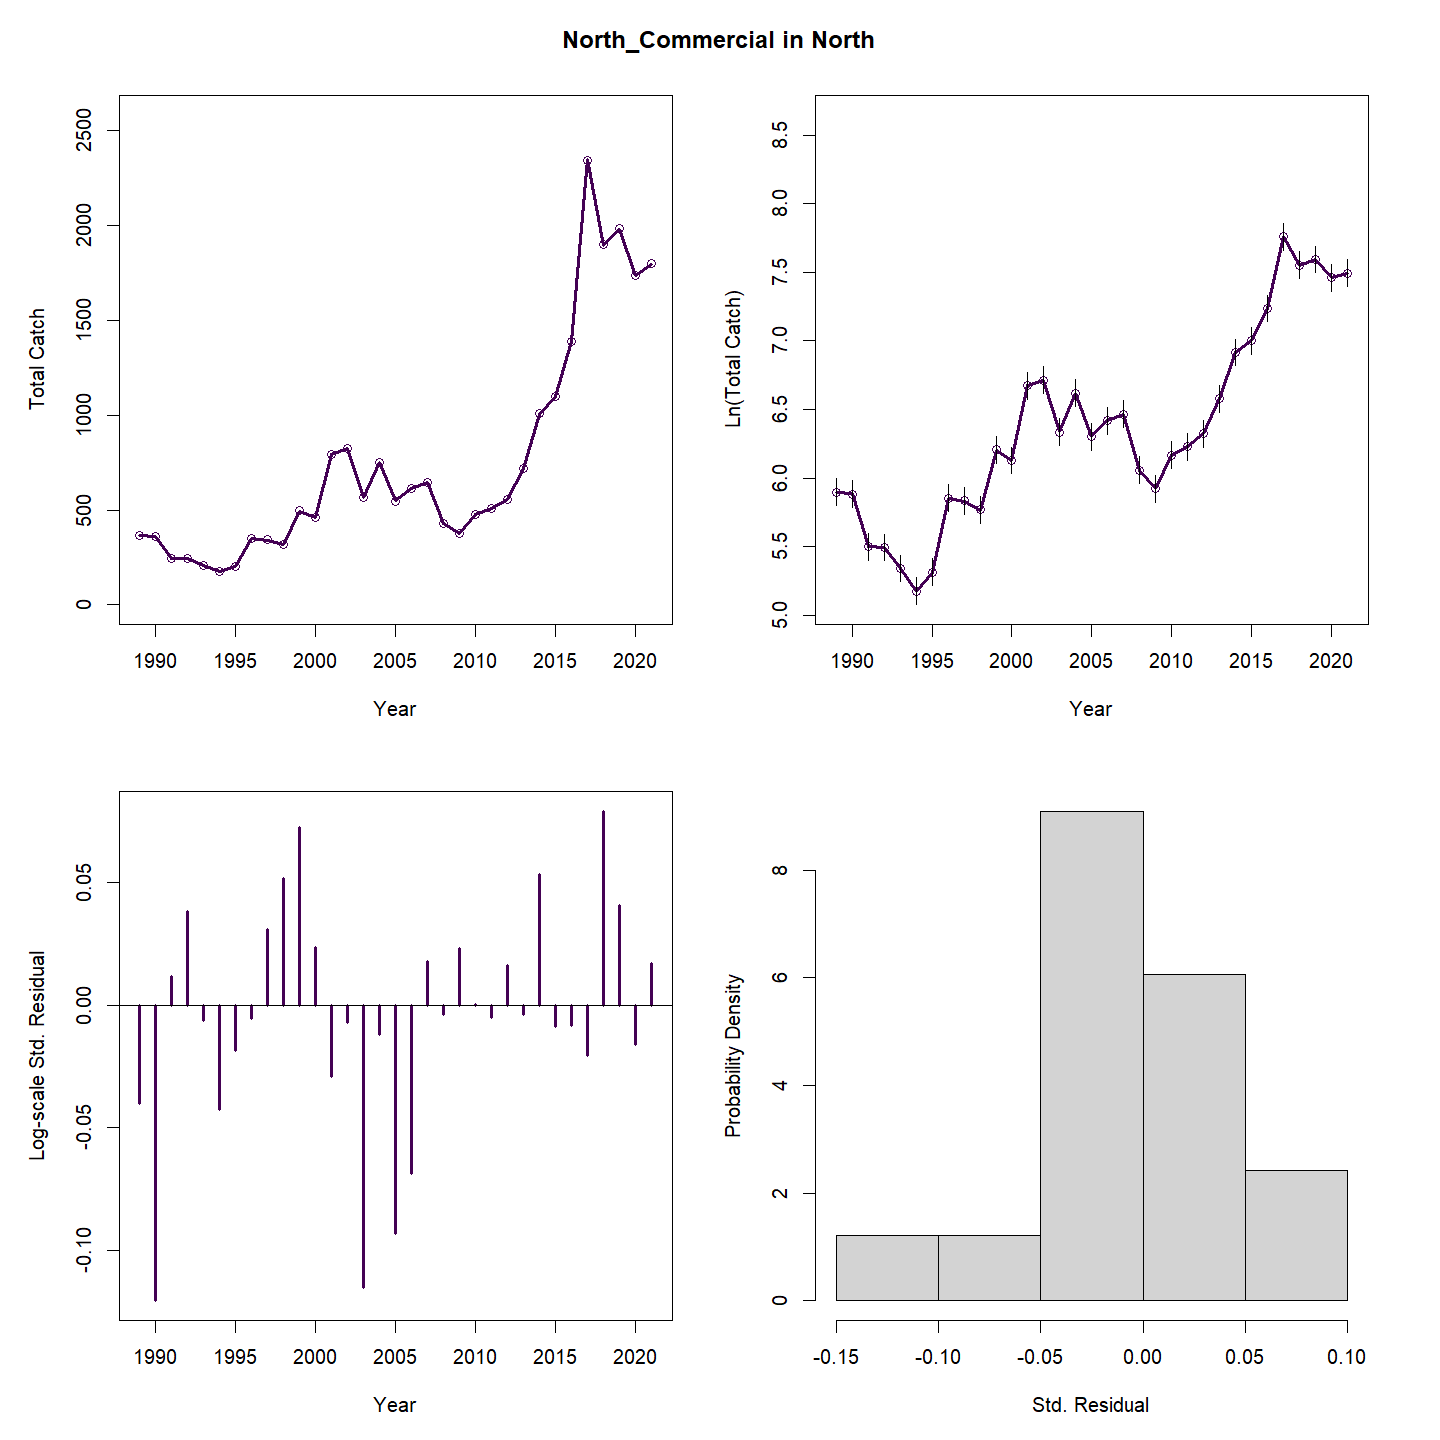 North_Commercial in North
Total Catch
0 500 1000 1500 2000 2500
1990 1995 2000 2005 2010 2015 2020
Year
Ln(Total Catch)
5.0 5.5 6.0 6.5 7.0 7.5 8.0 8.5
1990 1995 2000 2005 2010 2015 2020
Year
Log-scale Std. Residual
-0.10 -0.05 0.00 0.05
1990 1995 2000 2005 2010 2015 2020
Year
Probability Density
0 2 4 6 8
-0.15 -0.10 -0.05 0.00 0.05 0.10
Std. Residual